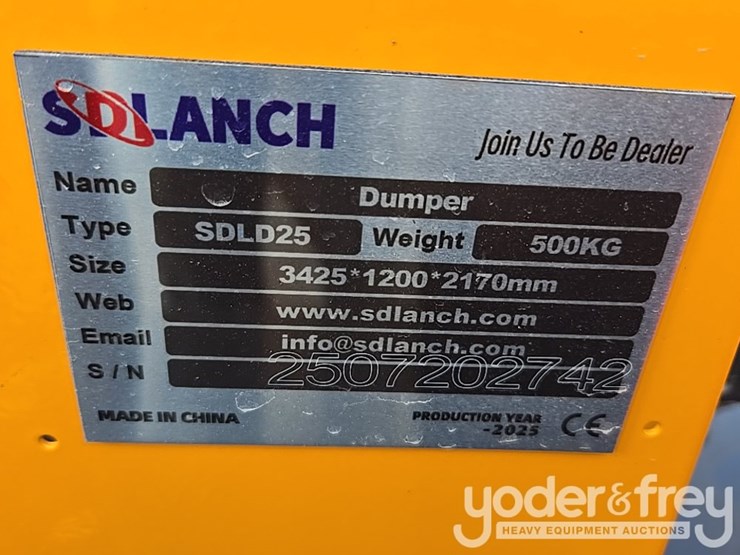 SDLANCH
Join Us To Be Dealer
Name Dumper
Type SDLD25 Weight 500KG
Size 3425*1200*2170mm
Web www.sdlanch.com
Email info@sdlanch.com
S / N 2507202742
MADE IN CHINA PRODUCTION YEAR
-2025 CE
yoder&frey
HEAVY EQUIPMENT AUCTIONS